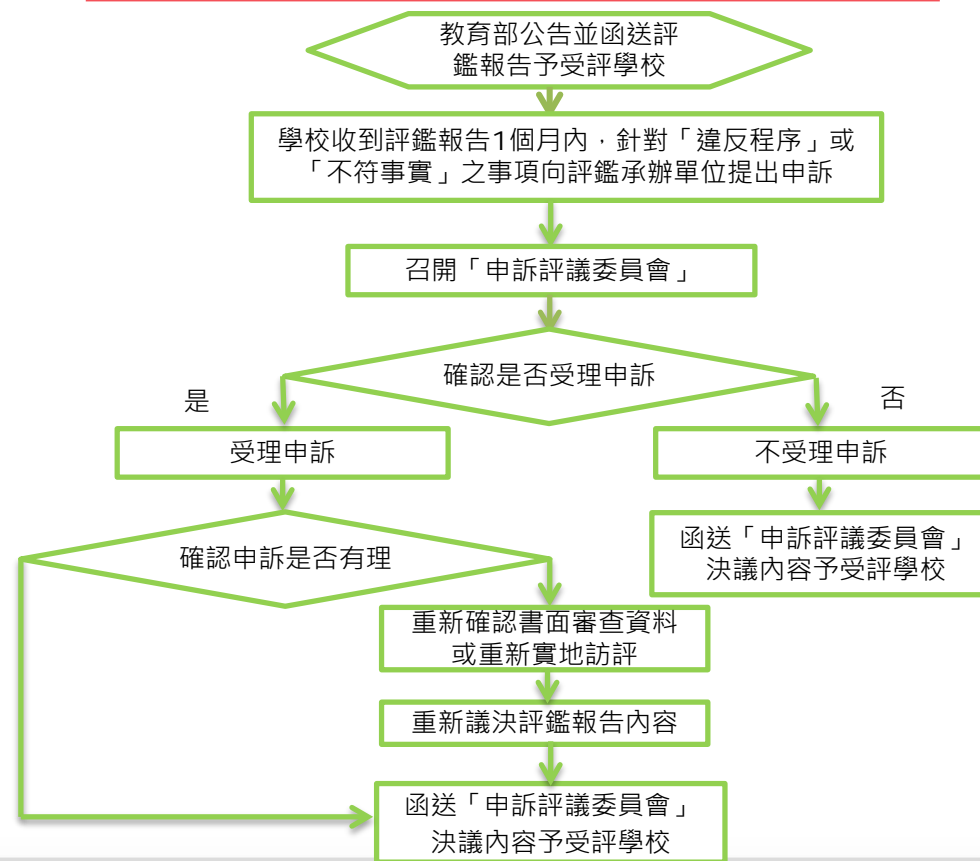 教育部公告並函送評
鑑報告予受評學校
學校收到評鑑報告1個月內，針對「違反程序」或
「不符事實」之事項向評鑑承辦單位提出申訴
召開「申訴評議委員會」
確認是否受理申訴
是
否
受理申訴
不受理申訴
確認申訴是否有理
函送「申訴評議委員會」
決議內容予受評學校
重新確認書面審查資料
或重新實地訪評
重新議決評鑑報告內容
函送「申訴評議委員會」
決議內容予受評學校